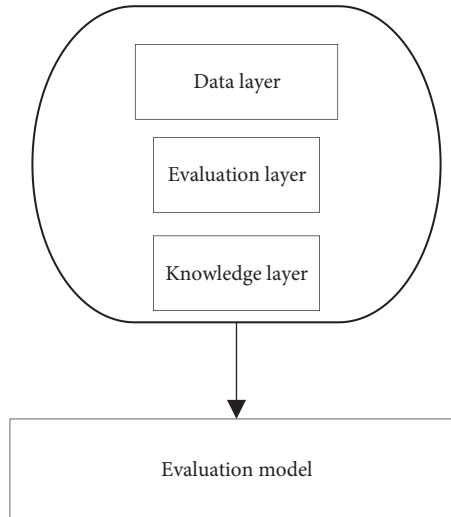 Data layer
Evaluation layer
Knowledge layer
Evaluation model